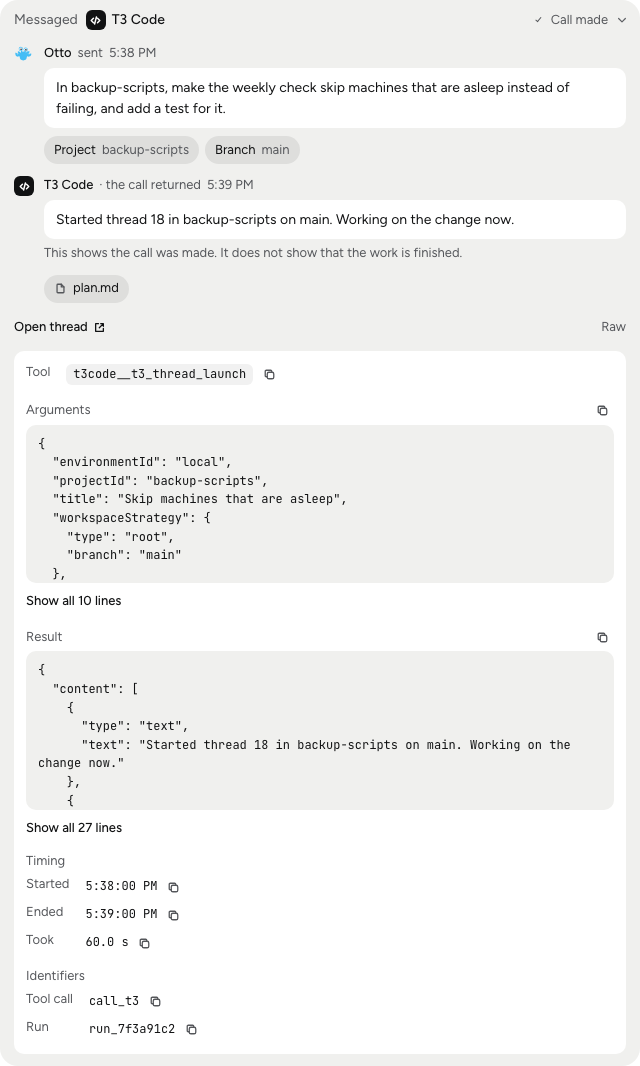 Messaged T3 Code Call made
Otto sent 5:38 PM
In backup-scripts, make the weekly check skip machines that are asleep instead of
failing, and add a test for it.
Project backup-scripts Branch main
T3 Code · the call returned 5:39 PM
Started thread 18 in backup-scripts on main. Working on the change now.
This shows the call was made. It does not show that the work is finished.
plan.md
Open thread Raw
Tool t3code__t3_thread_launch
Arguments
{
  "environmentId": "local",
  "projectId": "backup-scripts",
  "title": "Skip machines that are asleep",
  "workspaceStrategy": {
    "type": "root",
    "branch": "main"
  },
Show all 10 lines
Result
{
  "content": [
    {
      "type": "text",
      "text": "Started thread 18 in backup-scripts on main. Working on the
change now."
    },
    {
Show all 27 lines
Timing
Started 5:38:00 PM
Ended 5:39:00 PM
Took 60.0 s
Identifiers
Tool call call_t3
Run run_7f3a91c2